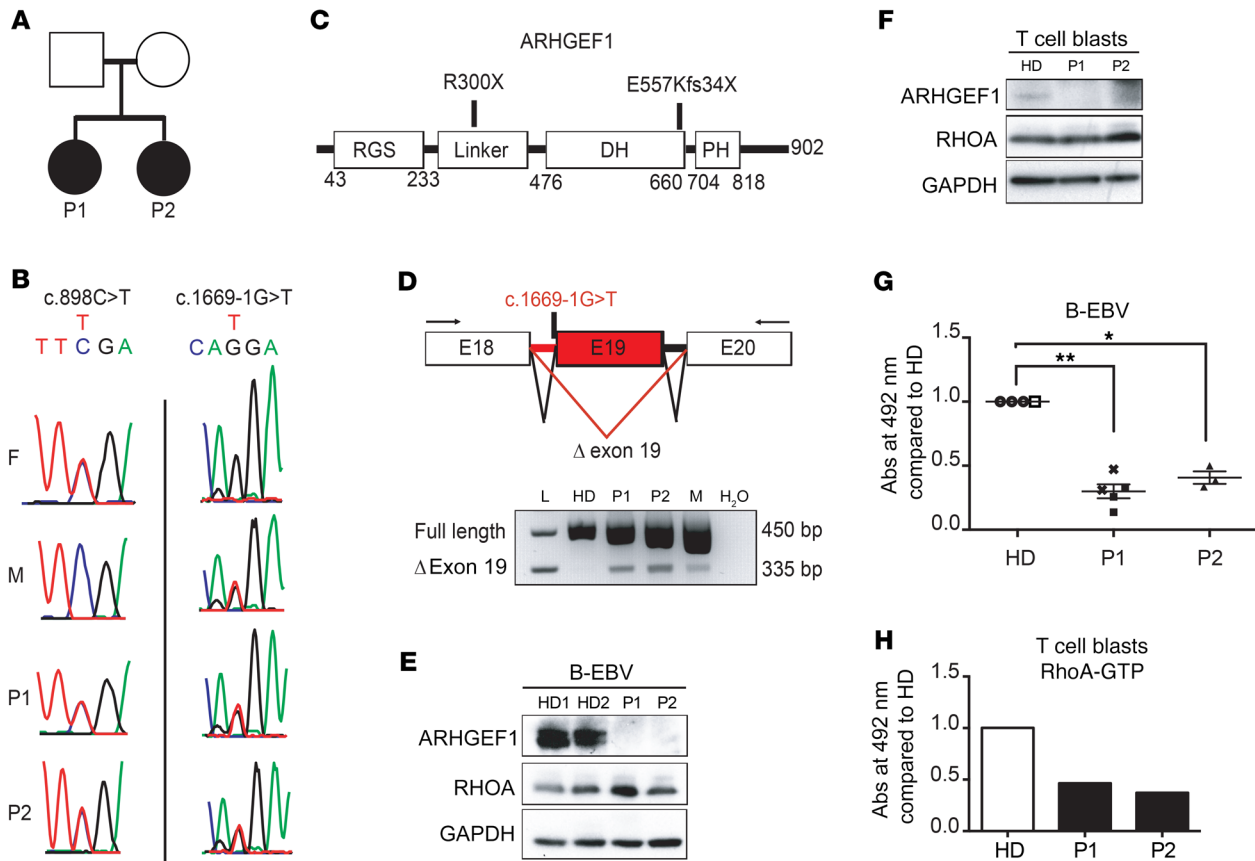 A
P1 P2
B
c.898C>T c.1669-1G>T
T T
TTCGA CAGGA
F
M
P1
P2
C
ARHGEF1
R300X E557Kfs34X
RGS Linker DH PH 902
43 233 476 660 704 818
D
c.1669-1G>T
E18 E19 E20
Δ exon 19
L HD P1 P2 M H₂O
Full length 450 bp
ΔExon 19 335 bp
E
B-EBV
HD1 HD2 P1 P2
ARHGEF1
RHOA
GAPDH
F
T cell blasts
HD P1 P2
ARHGEF1
RHOA
GAPDH
G
B-EBV
Abs at 492 nm
compared to HD
1.5
1.0
0.5
0.0
** *
HD P1 P2
H
T cell blasts
RhoA-GTP
Abs at 492 nm
compared to HD
1.5
1.0
0.5
0.0
HD P1 P2